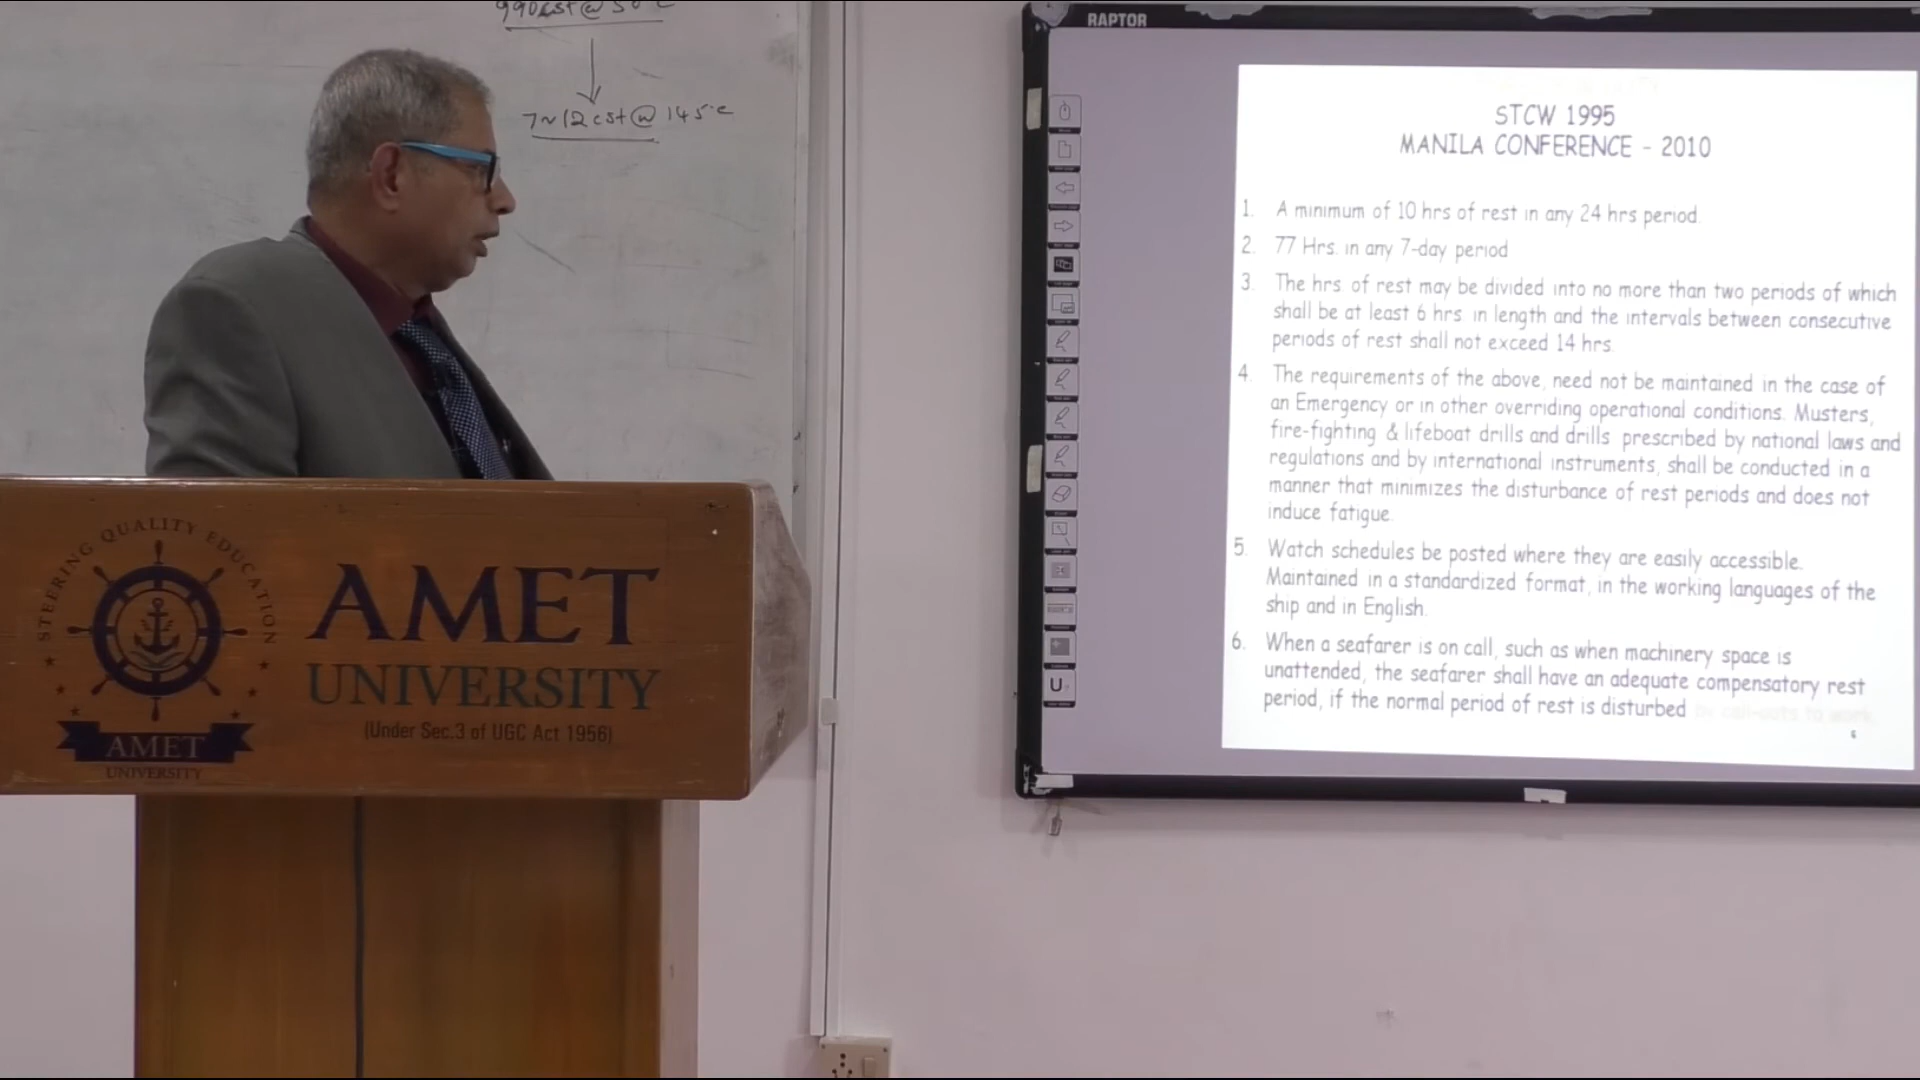 990cst@50°C
7~12cst@145°C
RAPTOR
STCW 1995
MANILA CONFERENCE - 2010
1. A minimum of 10 hrs of rest in any 24 hrs period.
2. 77 Hrs. in any 7-day period
3. The hrs of rest may be divided into no more than two periods of which
shall be at least 6 hrs in length and the intervals between consecutive
periods of rest shall not exceed 14 hrs.
4. The requirements of the above, need not be maintained in the case of
an Emergency or in other overriding operational conditions. Musters,
fire-fighting & lifeboat drills and drills prescribed by national laws and
regulations and by international instruments, shall be conducted in a
manner that minimizes the disturbance of rest periods and does not
induce fatigue.
5. Watch schedules be posted where they are easily accessible.
Maintained in a standardized format, in the working languages of the
ship and in English.
6. When a seafarer is on call, such as when machinery space is
unattended, the seafarer shall have an adequate compensatory rest
period, if the normal period of rest is disturbed by call-outs to work.
6
STEERING QUALITY EDUCATION
AMET
UNIVERSITY
AMET
UNIVERSITY
(Under Sec.3 of UGC Act 1956)